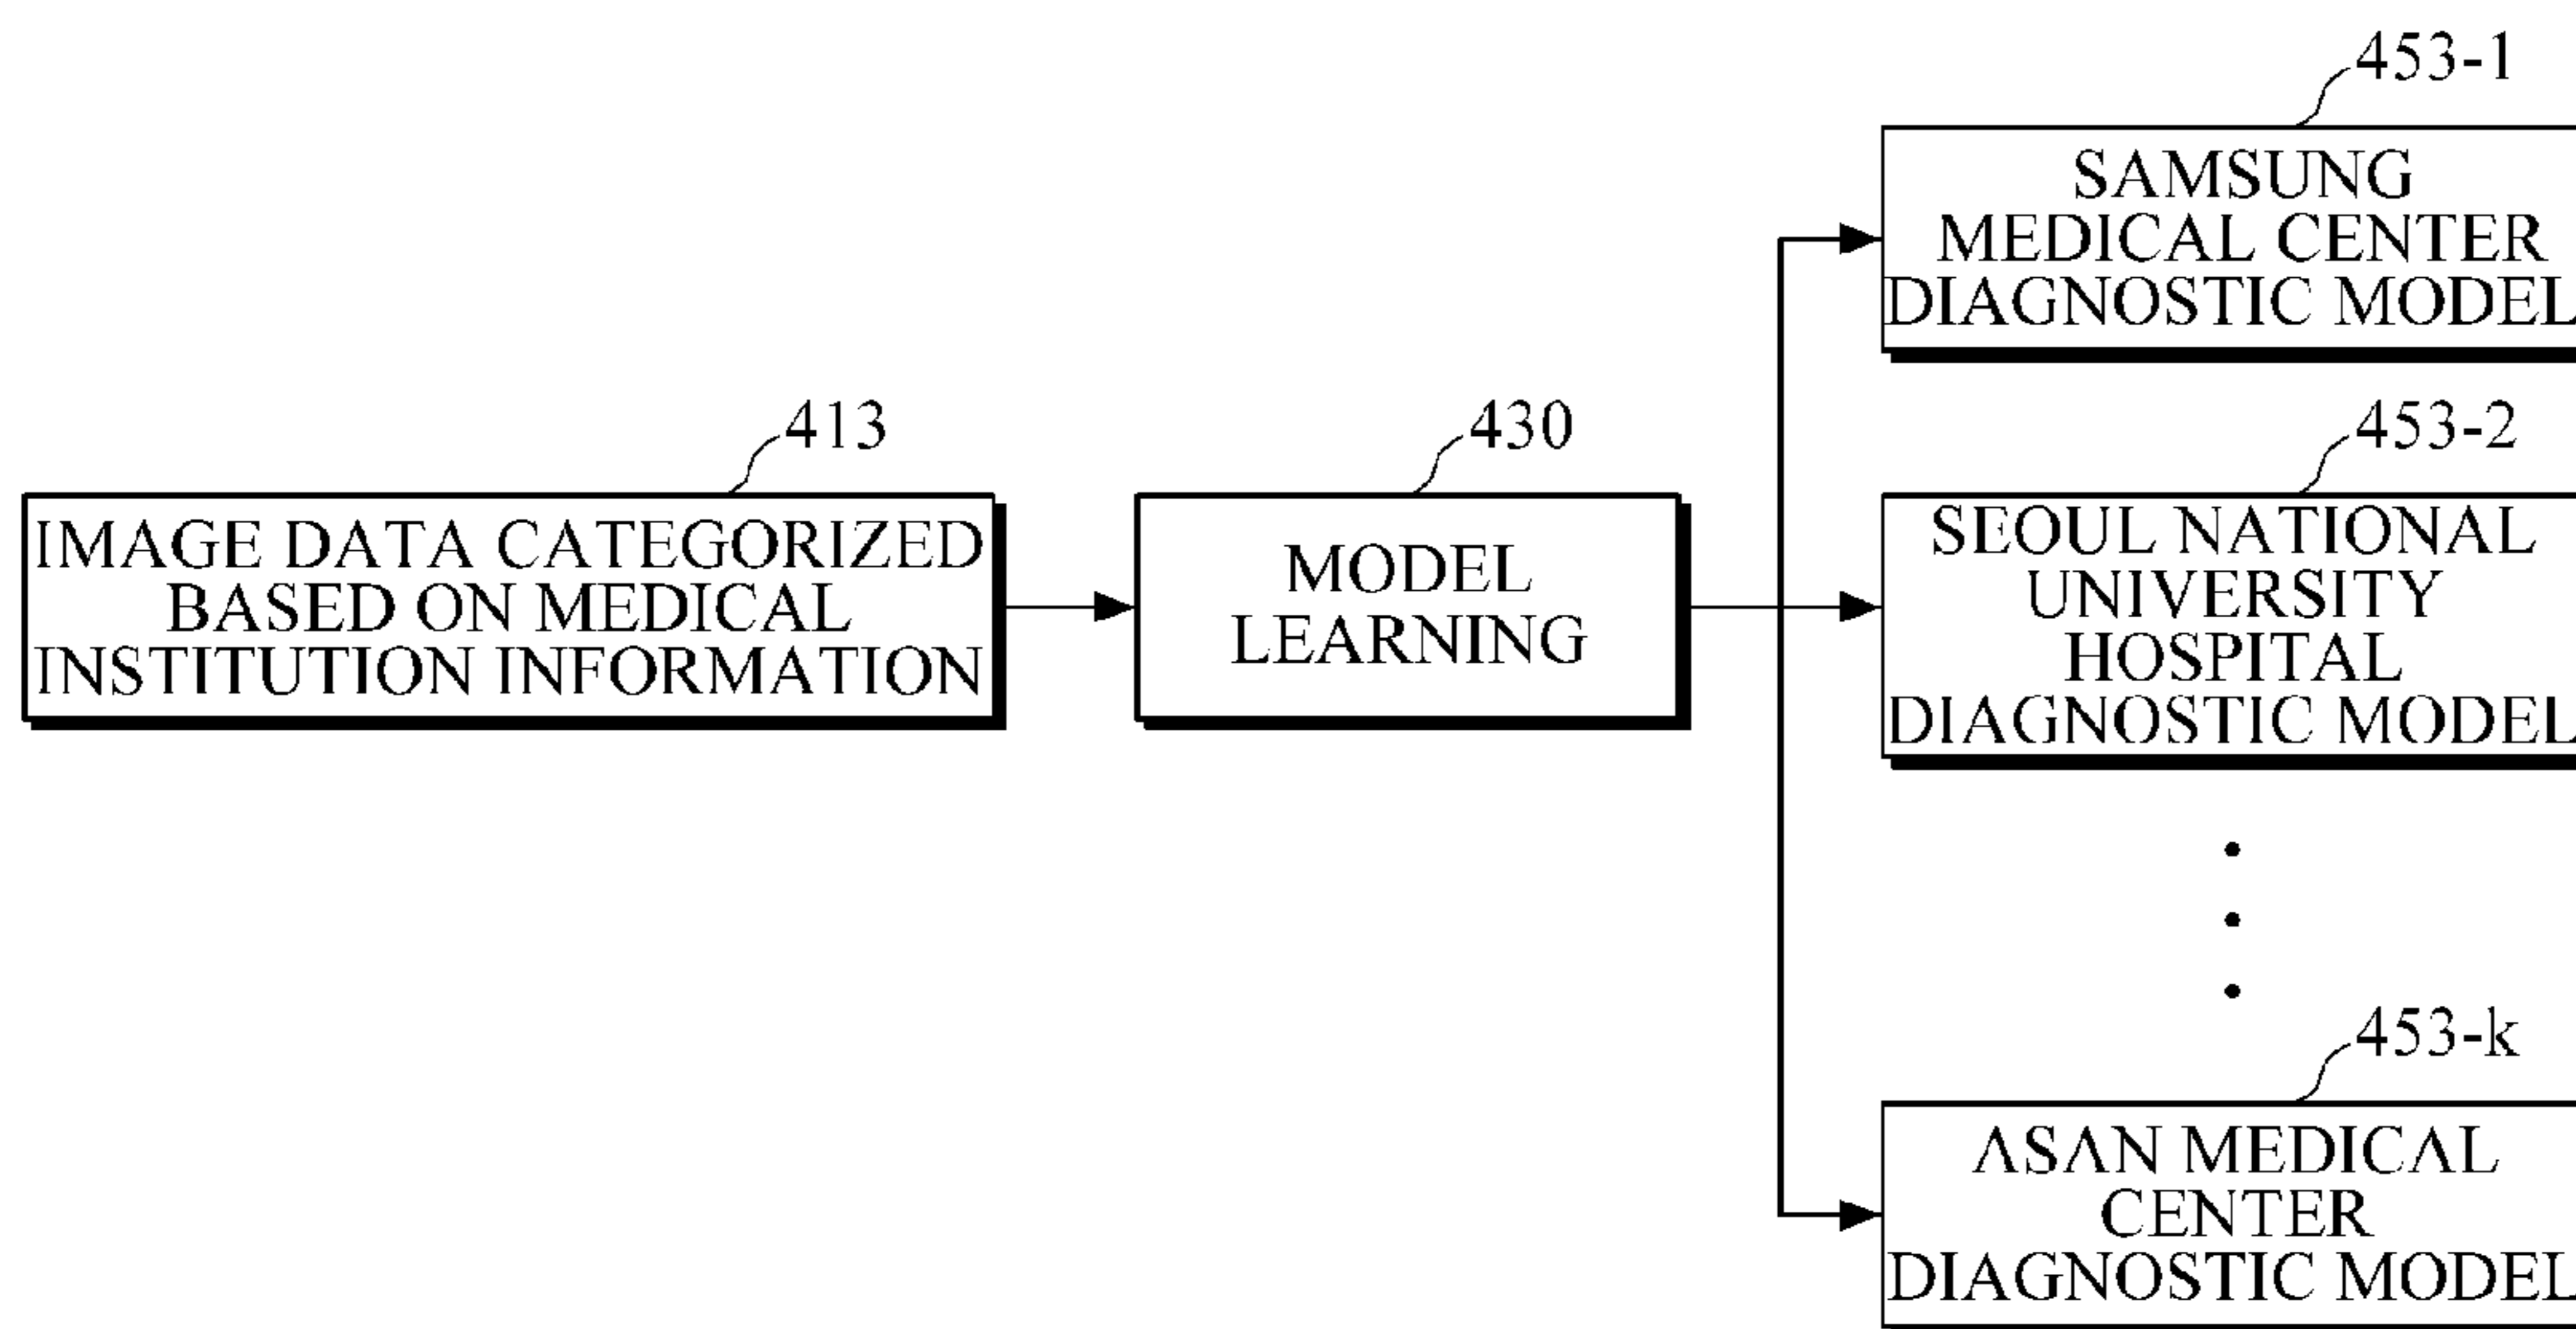 453-1
SAMSUNG
MEDICAL CENTER
DIAGNOSTIC MODEL
413
IMAGE DATA CATEGORIZED
BASED ON MEDICAL
INSTITUTION INFORMATION
430
MODEL
LEARNING
453-2
SEOUL NATIONAL
UNIVERSITY
HOSPITAL
DIAGNOSTIC MODEL
453-k
ASAN MEDICAL
CENTER
DIAGNOSTIC MODEL